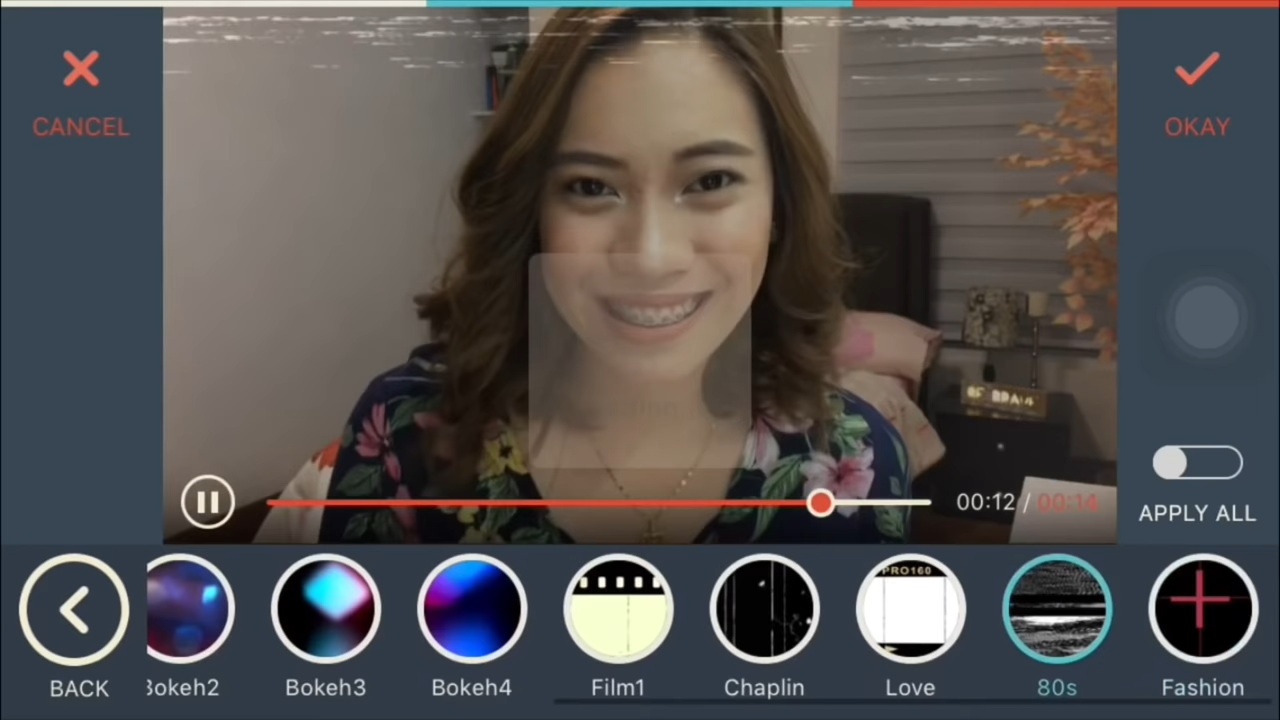 CANCEL
OKAY
00:12 / 00:14
APPLY ALL
PRO160
BACK
Bokeh2
Bokeh3
Bokeh4
Film1
Chaplin
Love
80s
Fashion